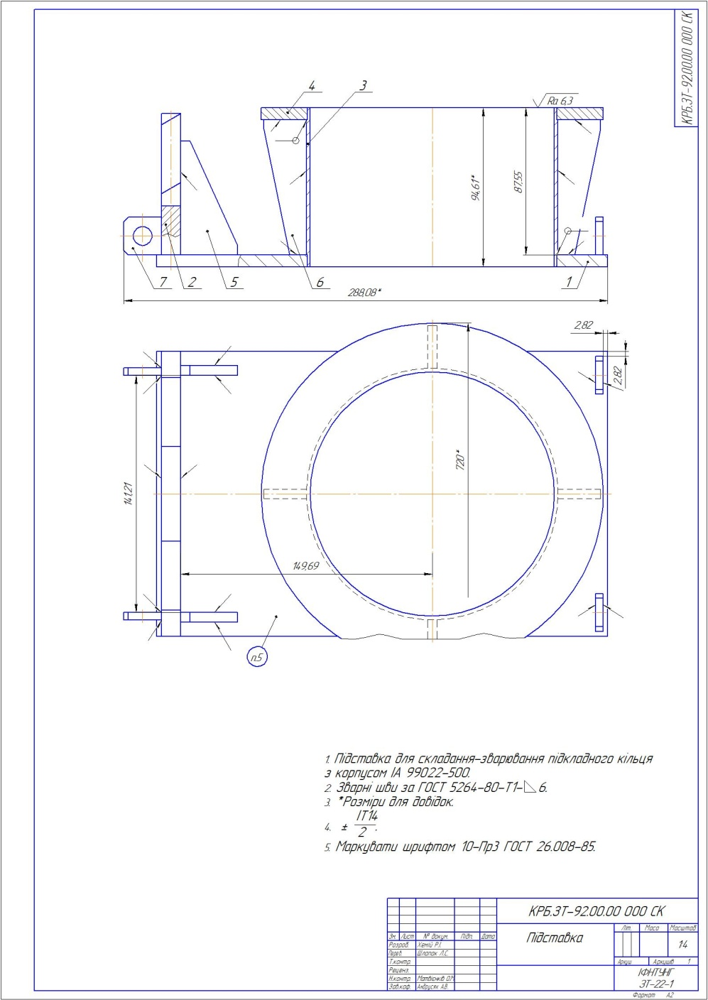 КРБ.ЗТ-92.00.00 000 СК
4
3
Ra 6,3
94,61*
87,55
7
2
5
6
1
288,08*
2,82
2,82
720*
141,21
149,69
п.5
1. Підставка для складання-зварювання підкладного кільця
з корпусом ІА 99022-500.
2. Зварні шви за ГОСТ 5264-80-Т1-◺6.
3. *Розміри для довідок.
4. ± IT14/2.
5. Маркувати шрифтом 10-Пр3 ГОСТ 26.008-85.
КРБ.ЗТ-92.00.00 000 СК
Зм. Лист № докум. Підп. Дата
Розроб. Хемій Р.І.
Перев. Шлапак Л.С.
Т.контр.
Реценз.
Н.контр. Матвієнків О.М
Зав.каф. Андрусяк А.В.
Підставка
Літ. Маса Масштаб
14
Аркуш Аркушів 1
ІФНТУНГ
ЗТ-22-1
Формат А2